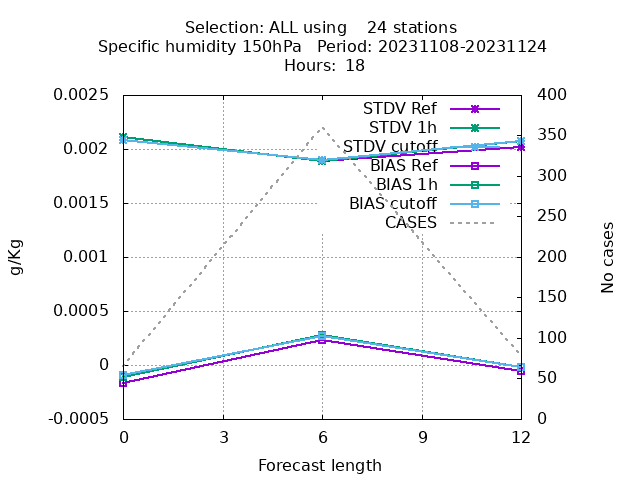 Selection: ALL using    24 stations
Specific humidity 150hPa   Period: 20231108-20231124
Hours: 18
0.0025
0.002
0.0015
0.001
0.0005
0
-0.0005
400
350
300
250
200
150
100
50
0
STDV Ref
STDV 1h
STDV cutoff
BIAS Ref
BIAS 1h
BIAS cutoff
CASES
g/Kg
No cases
0 3 6 9 12
Forecast length